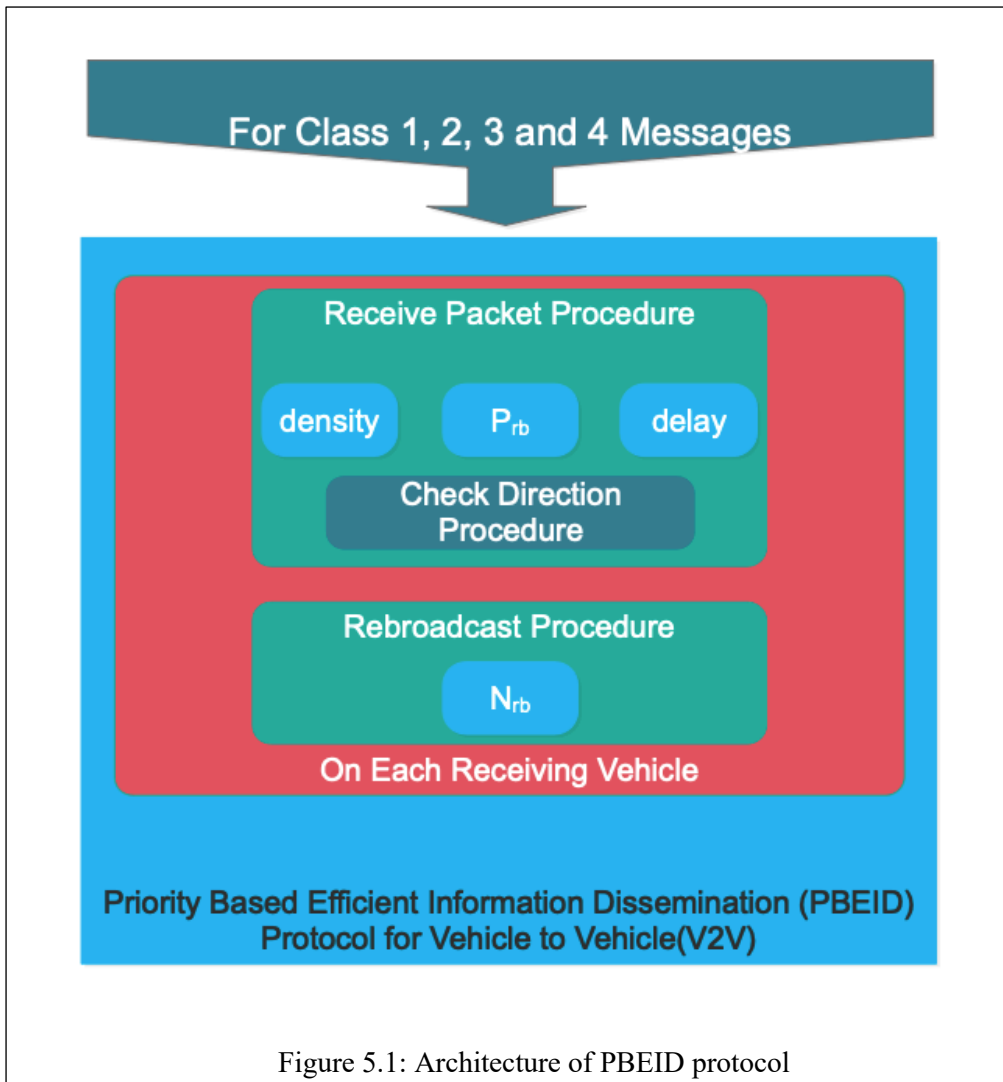 For Class 1, 2, 3 and 4 Messages
Receive Packet Procedure
density
Prb
delay
Check Direction
Procedure
Rebroadcast Procedure
Nrb
On Each Receiving Vehicle
Priority Based Efficient Information Dissemination (PBEID)
Protocol for Vehicle to Vehicle(V2V)
Figure 5.1: Architecture of PBEID protocol